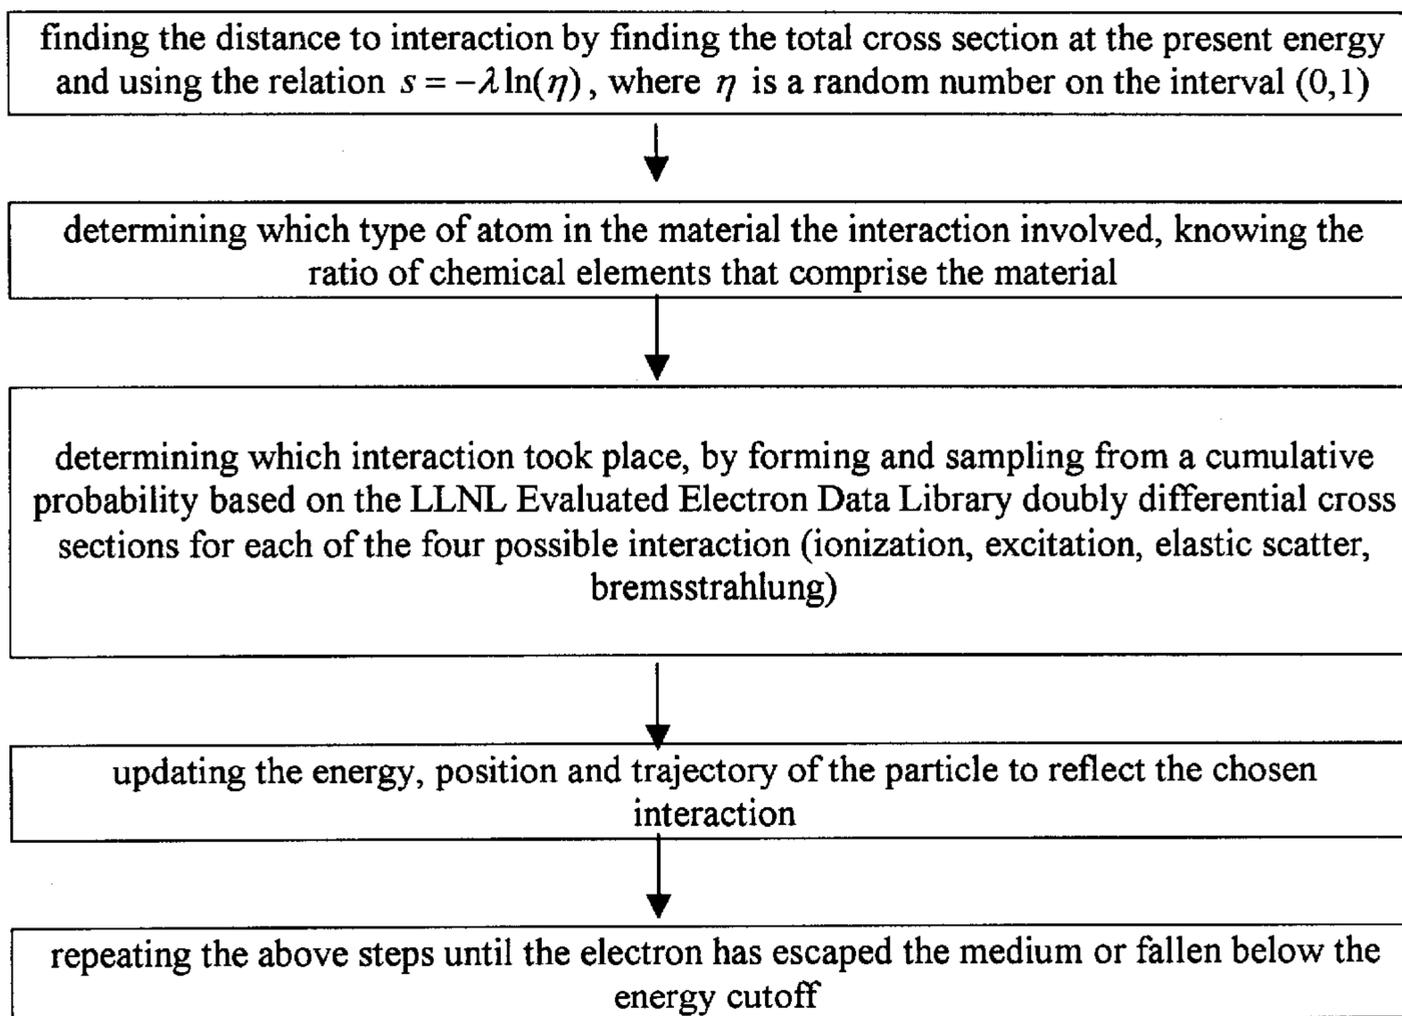 finding the distance to interaction by finding the total cross section at the present energy
and using the relation s = −λ ln(η), where η is a random number on the interval (0,1)
determining which type of atom in the material the interaction involved, knowing the
ratio of chemical elements that comprise the material
determining which interaction took place, by forming and sampling from a cumulative
probability based on the LLNL Evaluated Electron Data Library doubly differential cross
sections for each of the four possible interaction (ionization, excitation, elastic scatter,
bremsstrahlung)
updating the energy, position and trajectory of the particle to reflect the chosen
interaction
repeating the above steps until the electron has escaped the medium or fallen below the
energy cutoff